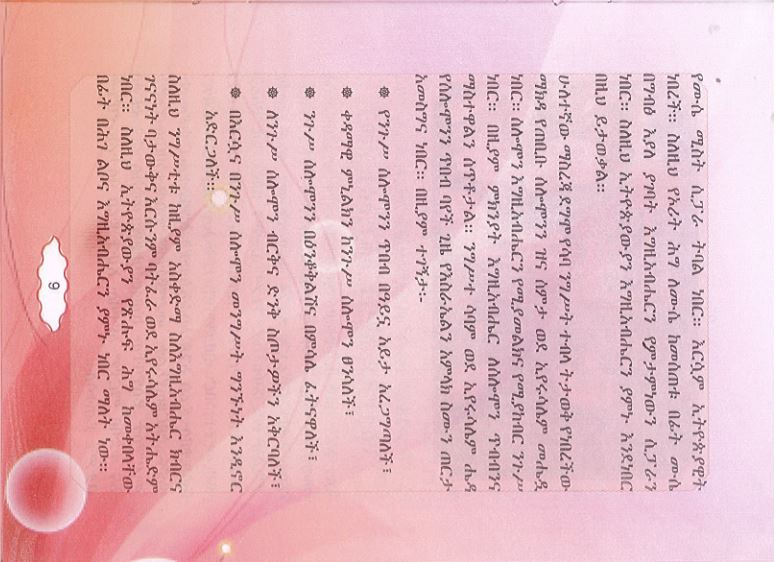 የሙሴ ሚስት ሲፓራ ትባል ነበር። እርሷም ኢትዮጵያዊት
ነበረች። ስለዚህ የኦሪት ሕግ ለሙሴ ከመሰጠቱ በፊት ሙሴ
በግብፅ እያለ ያገባት እግዚአብሔርን የምታምነውን ሲፓራን
ነበር። ስለዚህ ኢትዮጵያውያን እግዚአብሔርን ያምኑ እንደነበር
በዚህ ይታወቃል።
ሁለተኛው ማስረጃ ደግሞ የሳባ ንግሥት ተብላ ትታወቅ የነበረችው
ማክዳ የጠቢቡ ሰሎሞንን ዝና ሰምታ ወደ ኢየሩሳሌም መሔዷ
ነበር። ሰሎሞን እግዚአብሔርን የሚያመልክና የሚያከብር ንጉሥ
ነበር። በዚያም ምክንያት እግዚአብሔር ለሰሎሞን ጥብብንና
ማስተዋልን ሰጥቶታል። ንግሥተ ሳባም ወደ ኢየሩሳሌም ሔዳ
የሰሎሞንን ጥበብ ባየች ጊዜ የእስራኤልን አምላክ ስሙን ጠርታ
አመስግና ነበር። በዚያም ተገኝታ፡-
የንጉሥ ሰሎሞንን ጥበብ በዓይኗ አይታ አረጋግጣለች፣
ቀዳማዊ ምኒልክን ከንጉሥ ሰሎሞን ፀንሳለች፣
ንጉሥ ሰሎሞንን በዕንቆቅልሽና በምሳሌ ፈትናዋለች፣
ለንጉሥ ሰሎሞን ብርቅና ድንቅ ስጦታዎችን አቅርባለች፣
በእርሷና በንጉሥ ሰሎሞን መንግሥት ግንኙነት እንዲኖር
አድርጋለች።
ስለዚህ ንግሥቲቱ ከዚያም አስቀድማ ስለእግዚአብሔር ክብርና
ገናናነት ባታውቅና እርሱንም ባትፈራ ወደ ኢየሩሳሌም አትሔድም
ነበር። ስለዚህ ኢትዮጵያውያን የጽሑፍ ሕግ ከመቀበላቸው
በፊት በሕገ ልቦና እግዚአብሔርን ያምኑ ነበር ማለት ነው።
9